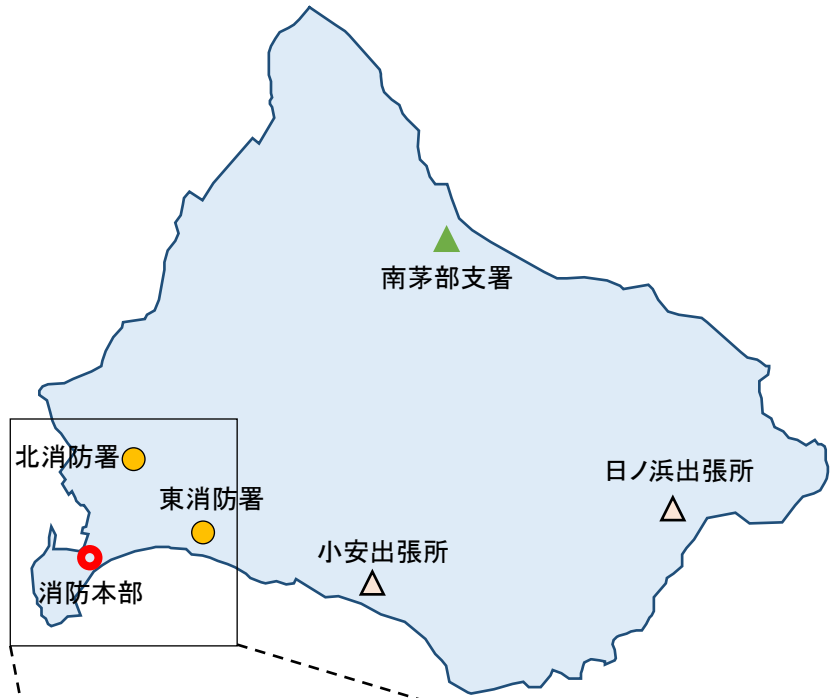 南茅部支署
北消防署
日ノ浜出張所
東消防署
小安出張所
消防本部